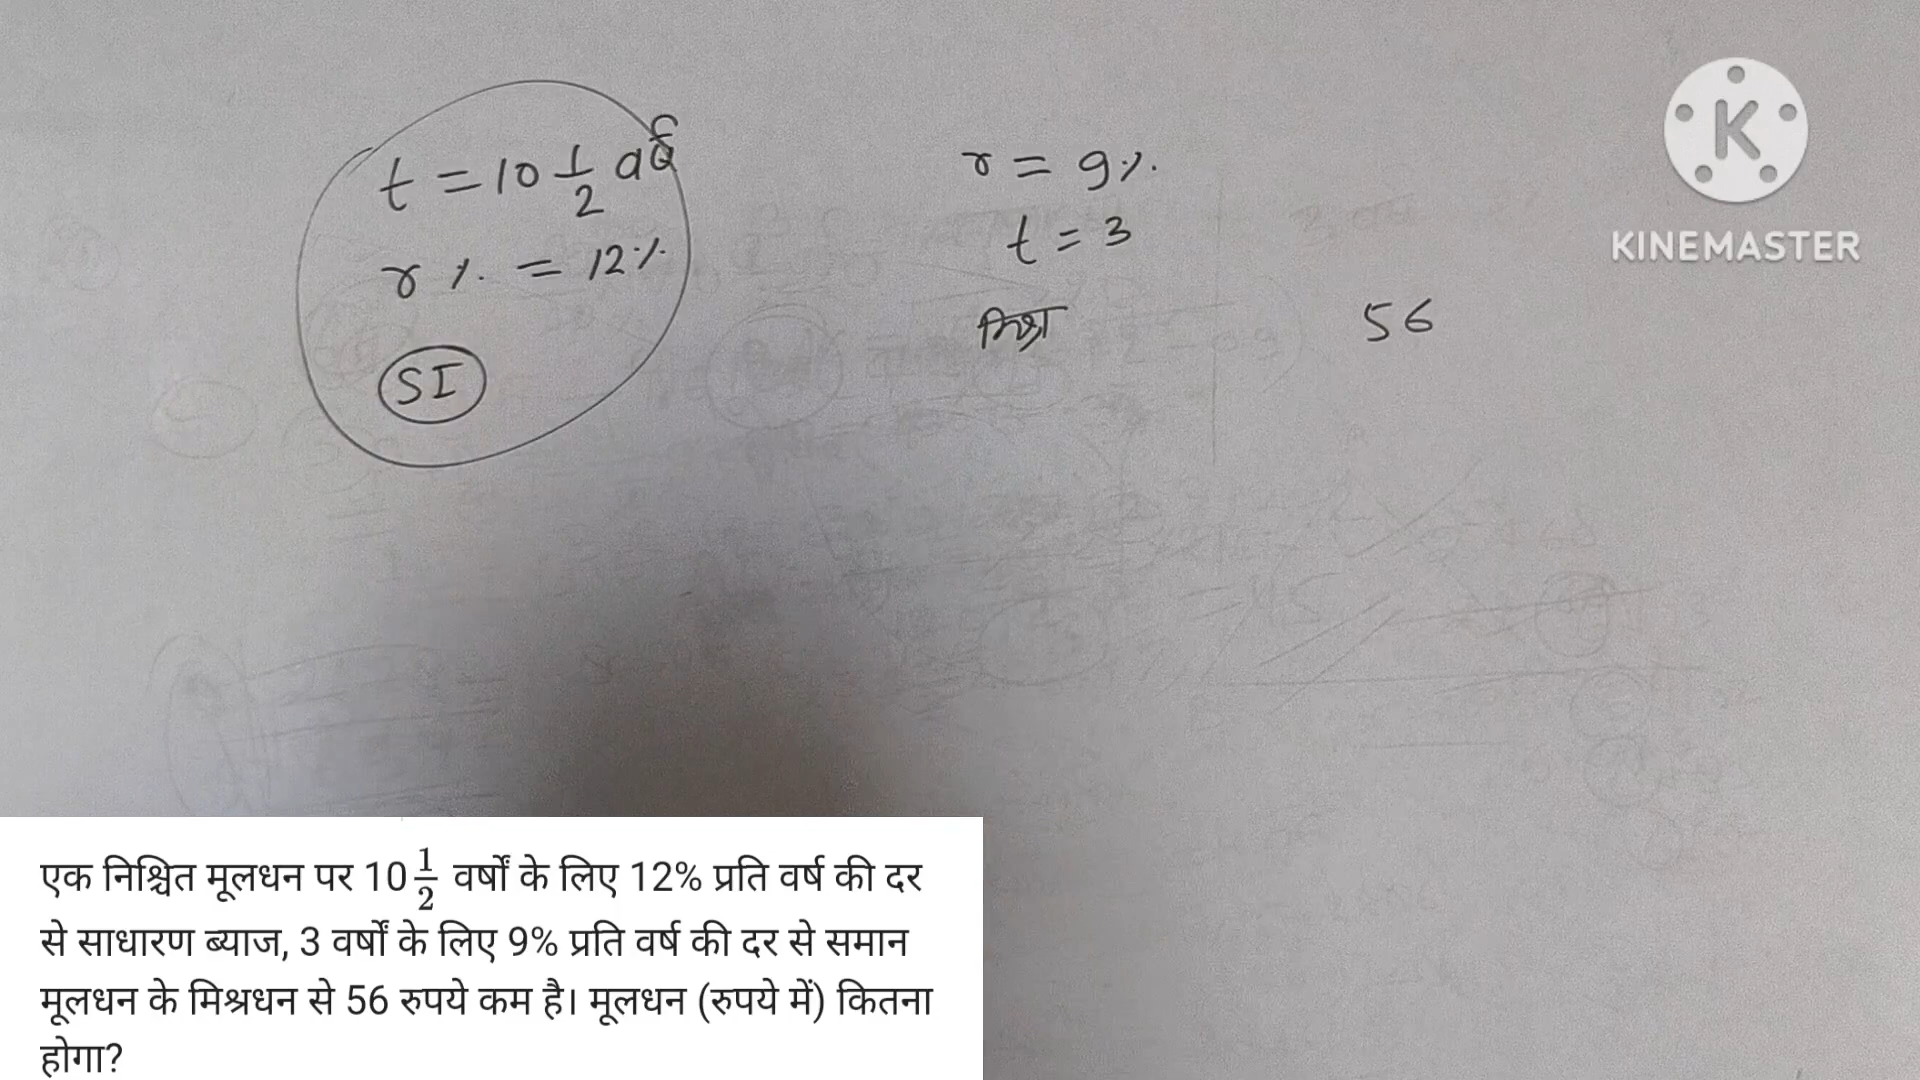 t = 10 1/2 वर्ष
r % = 12%
SI
r = 9%.
t = 3
मिश्र 56
K
KINEMASTER
एक निश्चित मूलधन पर 10 1/2 वर्षों के लिए 12% प्रति वर्ष की दर
से साधारण ब्याज, 3 वर्षों के लिए 9% प्रति वर्ष की दर से समान
मूलधन के मिश्रधन से 56 रुपये कम है। मूलधन (रुपये में) कितना
होगा?